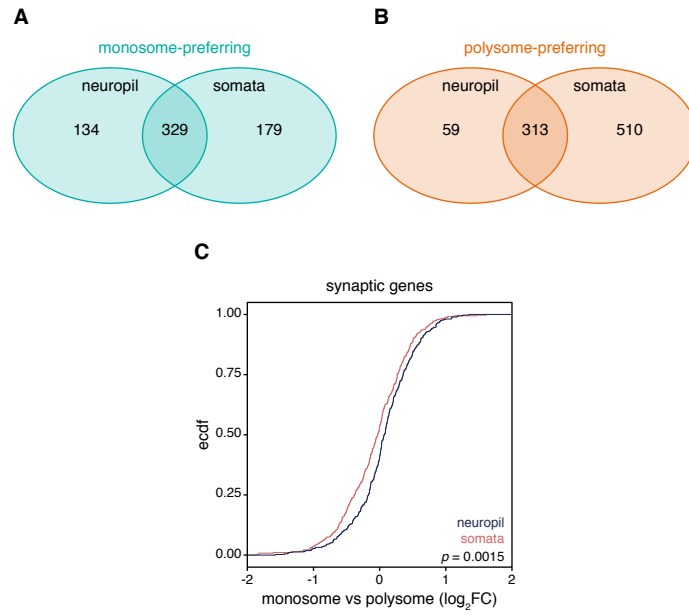 A
B
monosome-preferring
polysome-preferring
neuropil somata
neuropil somata
134 329 179
59 313 510
C
synaptic genes
1.00
0.75
0.50
0.25
0.00
ecdf
neuropil
somata
p = 0.0015
-2 -1 0 1 2
monosome vs polysome (log₂FC)